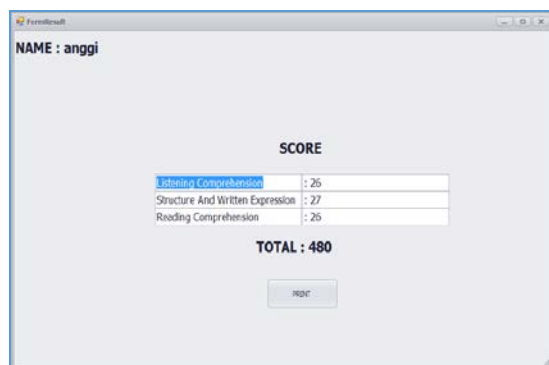 FormResult
NAME : anggi
SCORE
Listening Comprehension : 26
Structure And Written Expression : 27
Reading Comprehension : 26
TOTAL : 480
PRINT